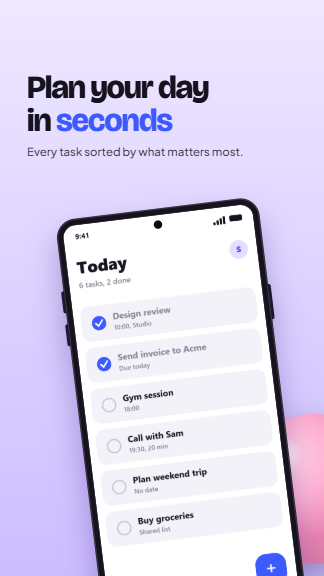 Plan your day
in seconds
Every task sorted by what matters most.
9:41
Today
S
6 tasks, 2 done
Design review
10:00, Studio
Send invoice to Acme
Due today
Gym session
18:00
Call with Sam
19:30, 20 min
Plan weekend trip
No date
Buy groceries
Shared list
+